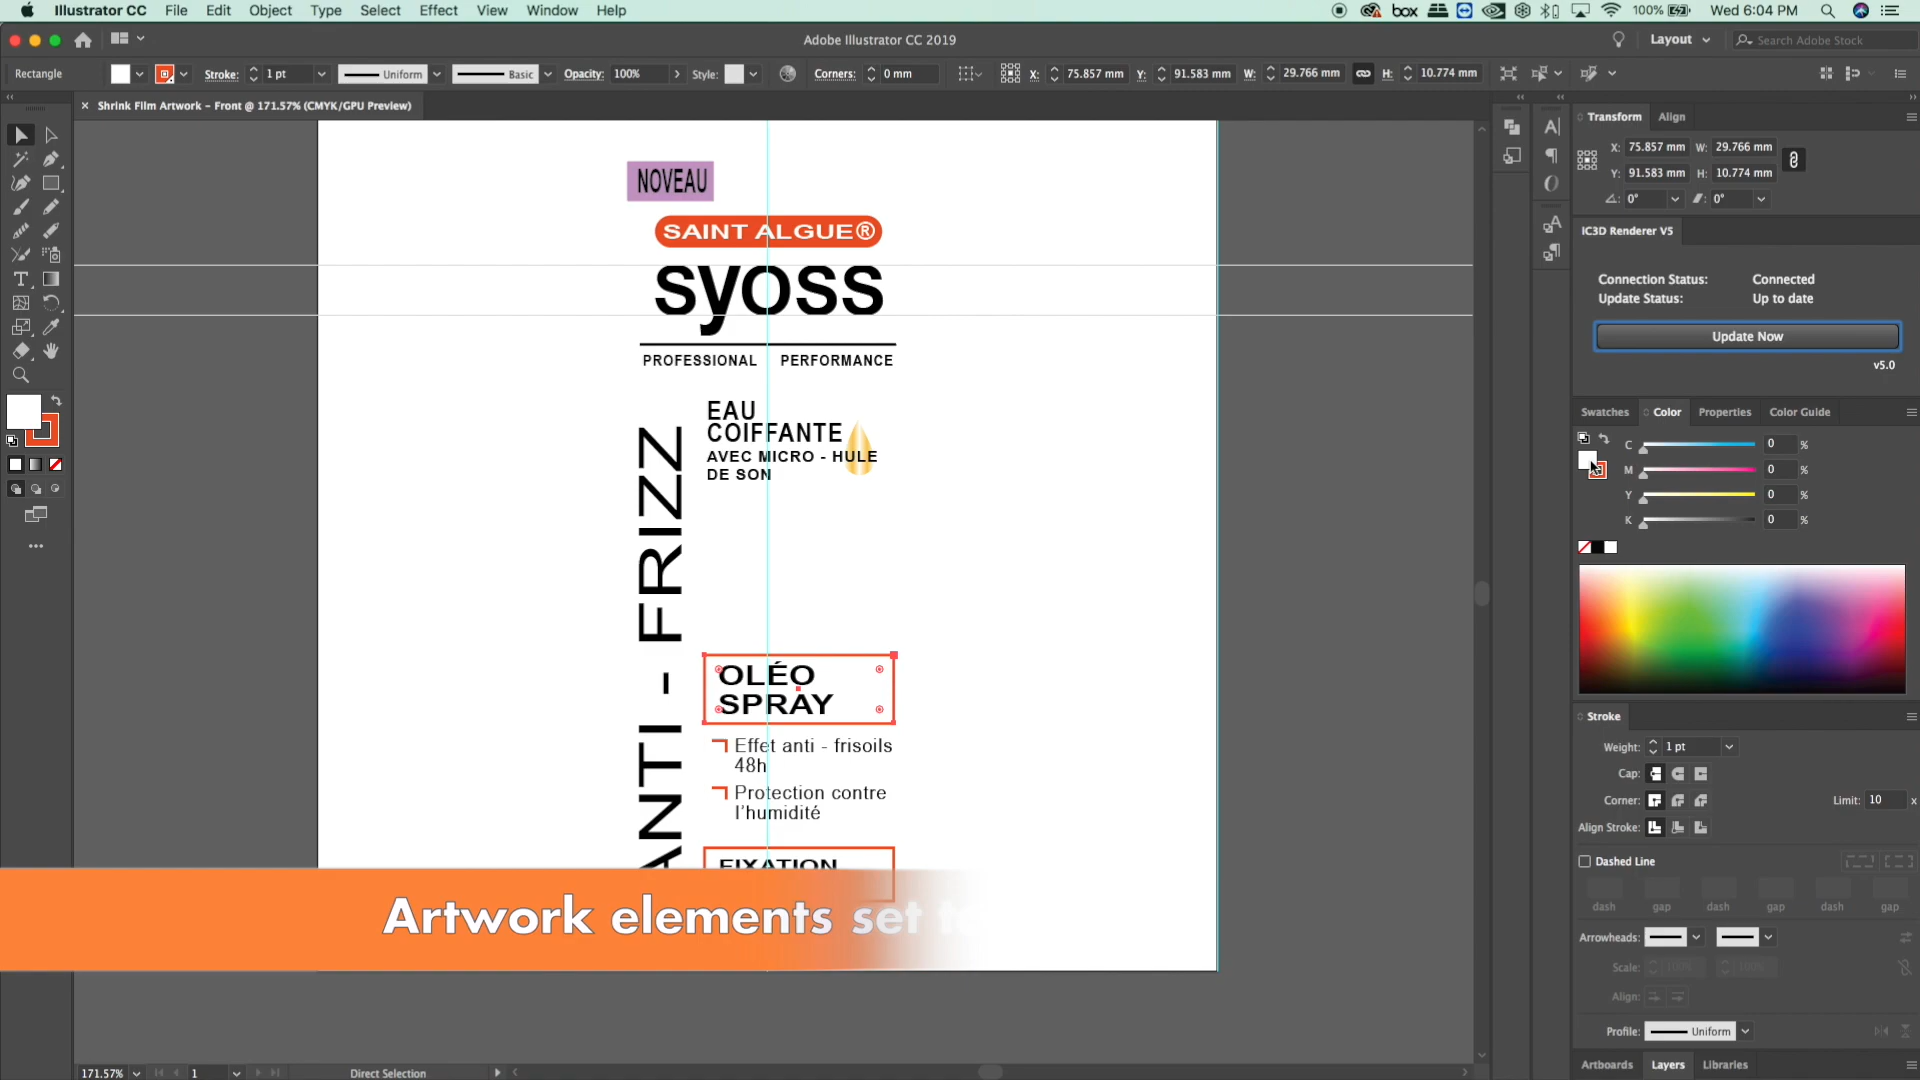 Illustrator CC File Edit Object Type Select Effect View Window Help
box 100% Wed 6:04 PM
Adobe Illustrator CC 2019
Layout
Search Adobe Stock
Rectangle
Stroke: 1 pt
Uniform
Basic
Opacity: 100%
Style:
Corners: 0 mm
X: 75.857 mm Y: 91.583 mm W: 29.766 mm H: 10.774 mm
× Shrink Film Artwork - Front @ 171.57% (CMYK/GPU Preview)
NOVEAU
SAINT ALGUE®
syoss
PROFESSIONAL PERFORMANCE
EAU
COIFFANTE
AVEC MICRO - HULE
DE SON
ANTI - FRIZZ
OLÉO
SPRAY
Effet anti - frisoils
48h
Protection contre
l'humidité
FIXATION
Artwork elements set to
Transform Align
X: 75.857 mm W: 29.766 mm
Y: 91.583 mm H: 10.774 mm
0° 0°
IC3D Renderer V5
Connection Status: Connected
Update Status: Up to date
Update Now
v5.0
Swatches Color Properties Color Guide
C 0 %
M 0 %
Y 0 %
K 0 %
Stroke
Weight: 1 pt
Cap:
Corner: Limit: 10 x
Align Stroke:
Dashed Line
dash gap dash gap dash gap
Arrowheads:
Scale: 100% 100%
Align:
Profile: Uniform
Artboards Layers Libraries
171.57% 1 Direct Selection